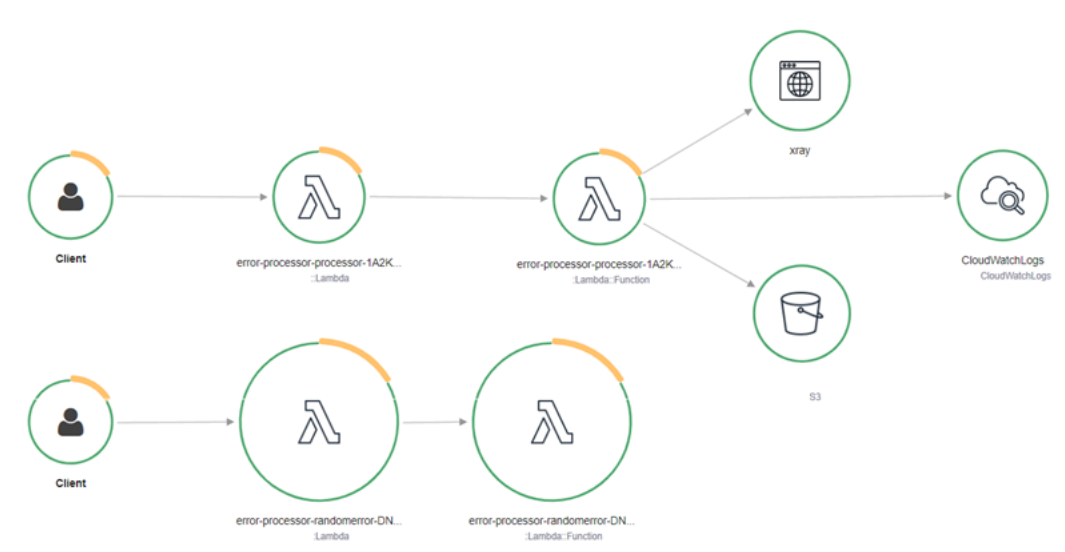 xray
Client
error-processor-processor-1A2K...
::Lambda
error-processor-processor-1A2K...
:Lambda::Function
CloudWatchLogs
CloudWatchLogs
S3
Client
error-processor-randomerror-DN...
:Lambda
error-processor-randomerror-DN...
::Lambda::Function